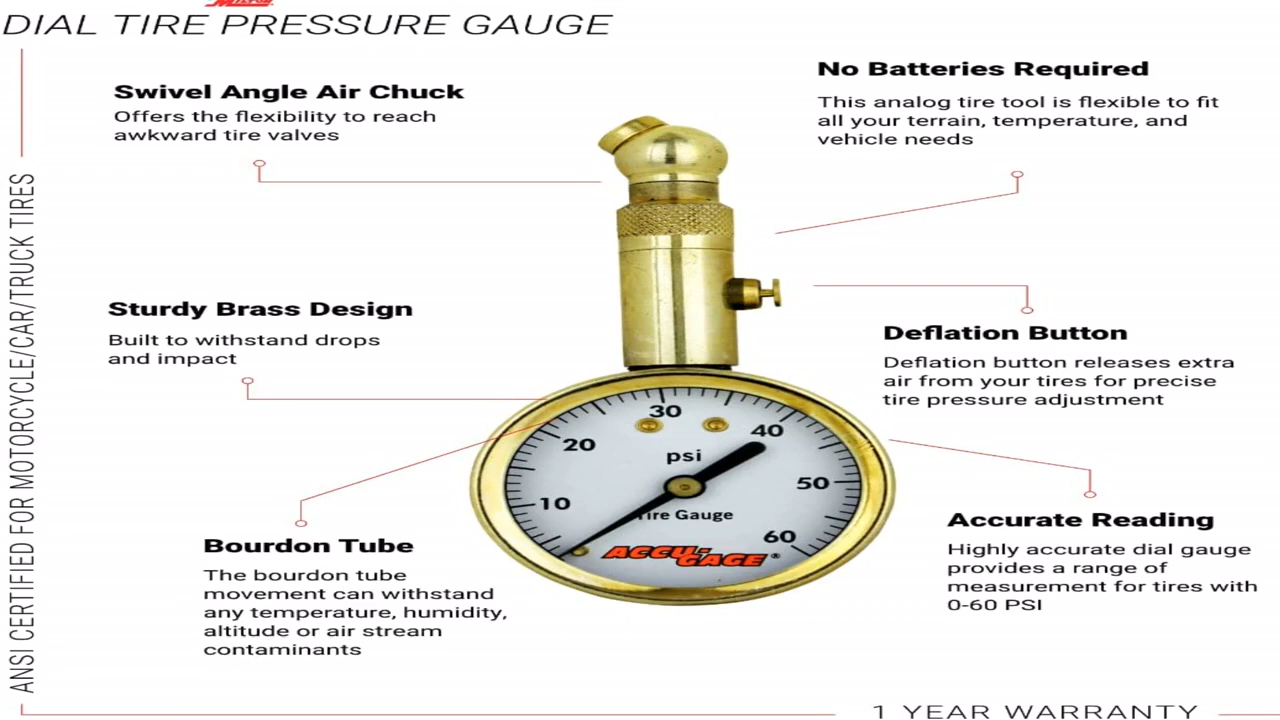 DIAL TIRE PRESSURE GAUGE
Swivel Angle Air Chuck
Offers the flexibility to reach
awkward tire valves
No Batteries Required
This analog tire tool is flexible to fit
all your terrain, temperature, and
vehicle needs
ANSI CERTIFIED FOR MOTORCYCLE/CAR/TRUCK TIRES
Sturdy Brass Design
Built to withstand drops
and impact
Deflation Button
Deflation button releases extra
air from your tires for precise
tire pressure adjustment
10
20
30
40
50
60
psi
Tire Gauge
ACCU-
GAGE®
Bourdon Tube
The bourdon tube
movement can withstand
any temperature, humidity,
altitude or air stream
contaminants
Accurate Reading
Highly accurate dial gauge
provides a range of
measurement for tires with
0-60 PSI
1 YEAR WARRANTY